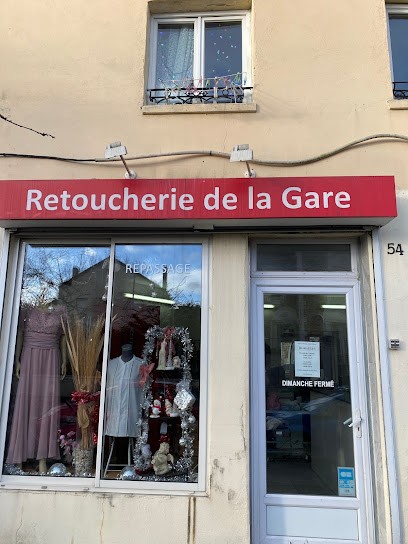 Retoucherie de la Gare
54
REPASSAGE
DIMANCHE FERMÉ